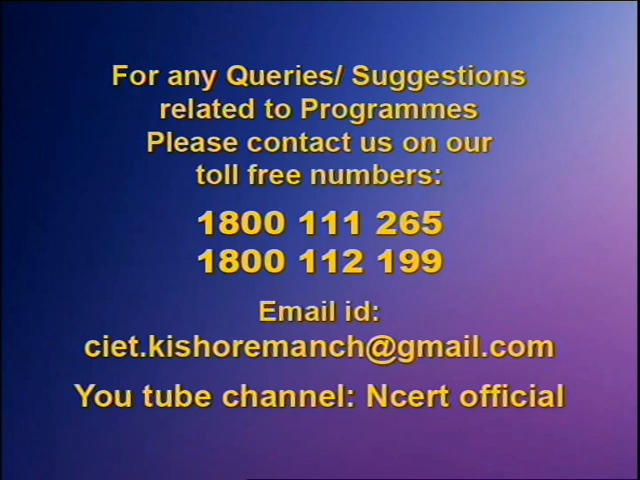 For any Queries/ Suggestions
related to Programmes
Please contact us on our
toll free numbers:
1800 111 265
1800 112 199
Email id:
ciet.kishoremanch@gmail.com
You tube channel: Ncert official